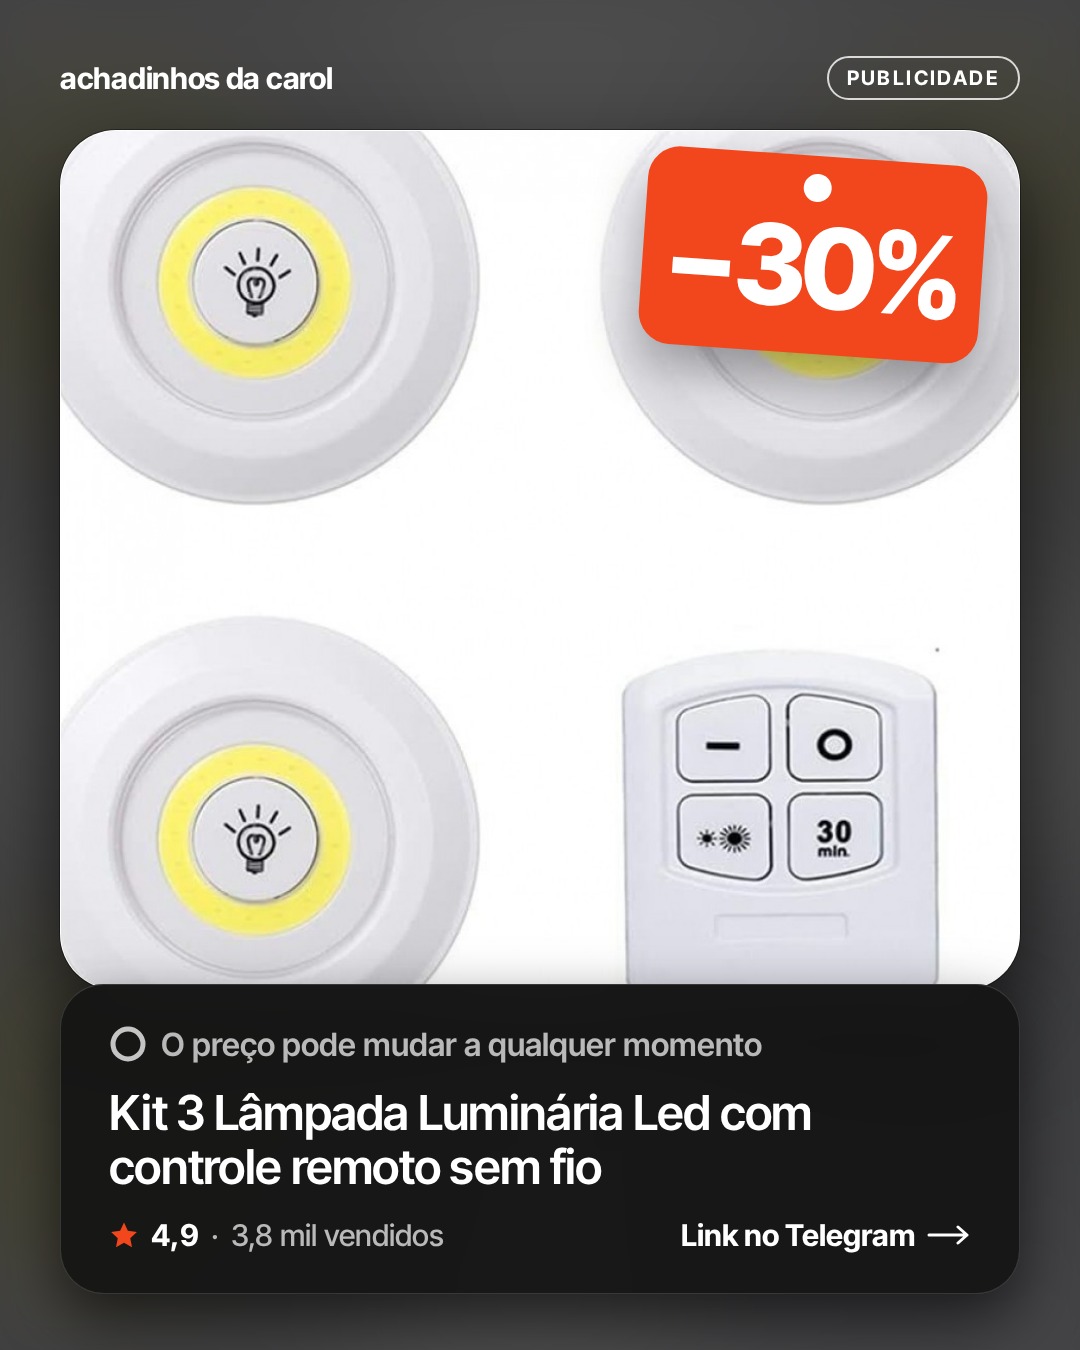 achadinhos da carol
PUBLICIDADE
−30%
30
min.
O preço pode mudar a qualquer momento
Kit 3 Lâmpada Luminária Led com
controle remoto sem fio
4,9 · 3,8 mil vendidos
Link no Telegram →